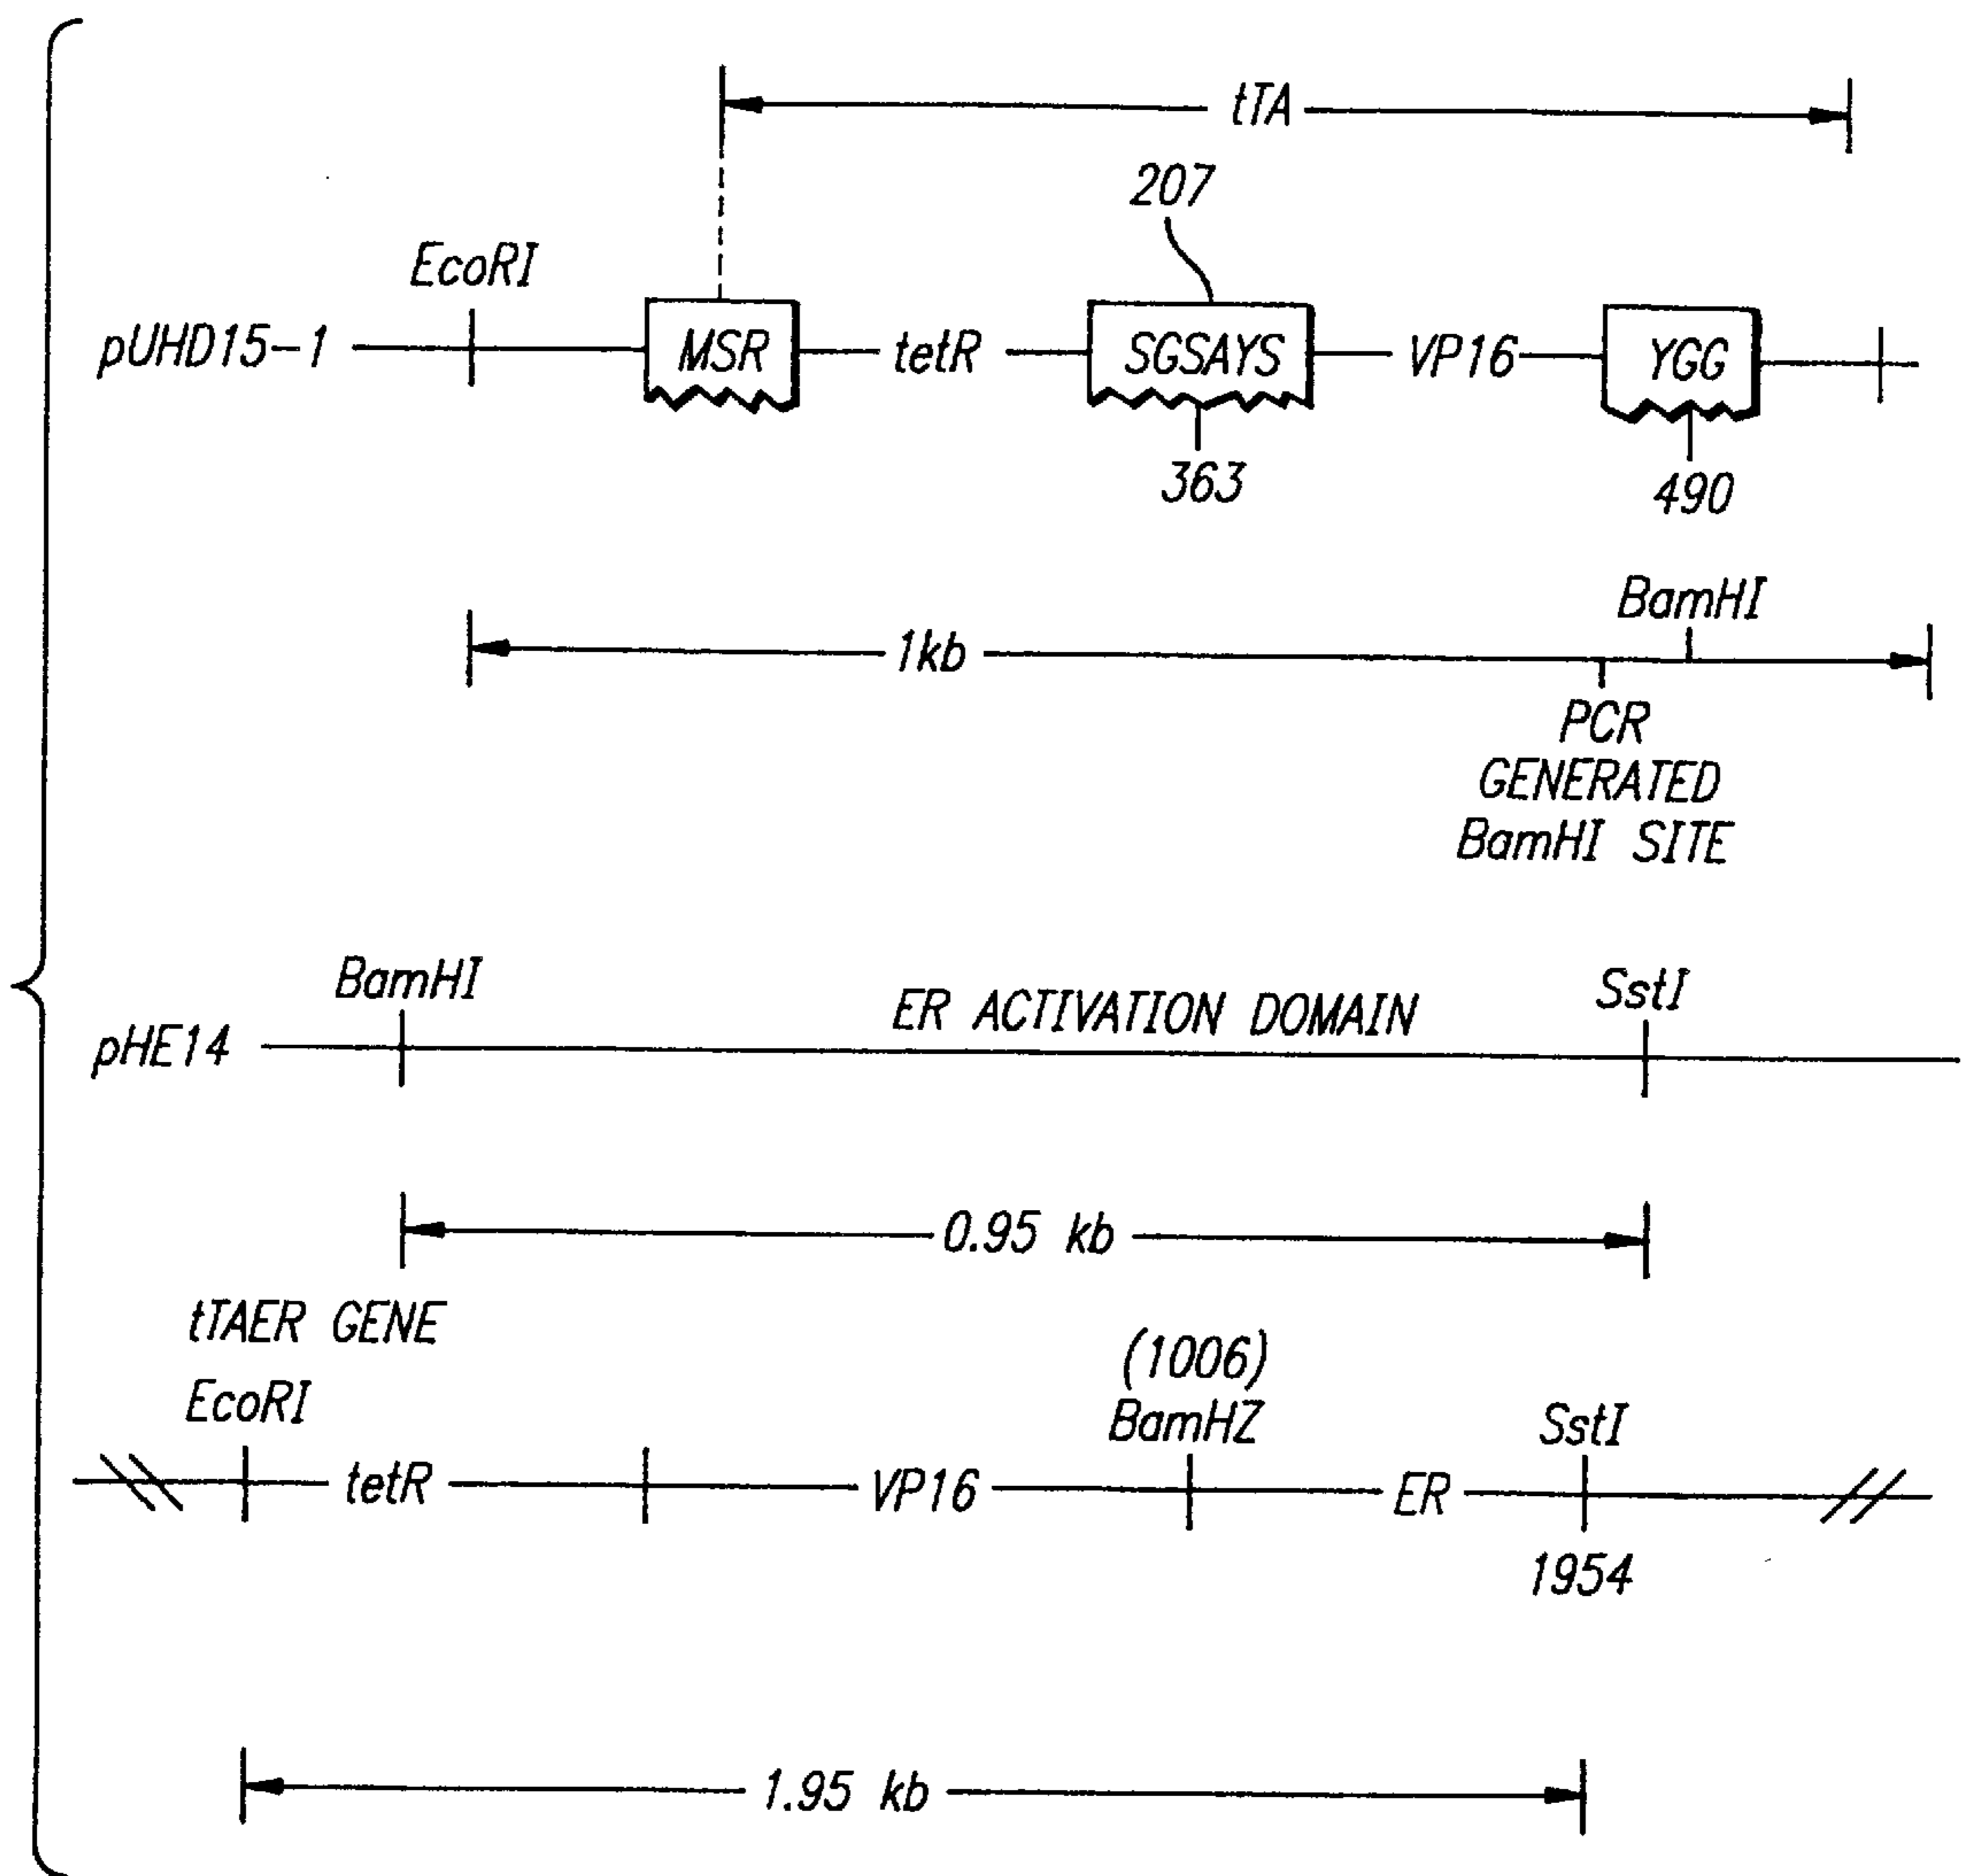 tTA
207
EcoRI
pUHD15-1 MSR tetR SGSAYS VP16 YGG
363 490
BamHI
1kb
PCR
GENERATED
BamHI SITE
BamHI ER ACTIVATION DOMAIN SstI
pHE14
0.95 kb
tTAER GENE
(1006)
EcoRI BamHZ SstI
tetR VP16 ER
1954
1.95 kb